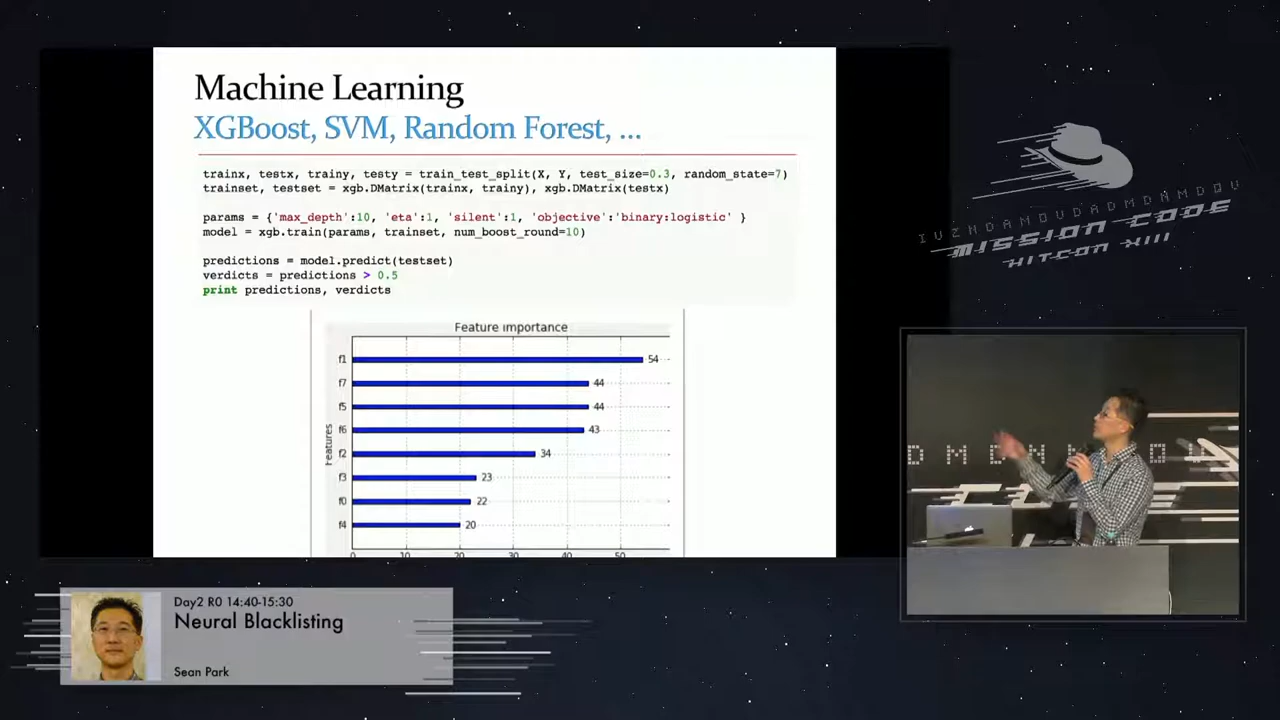 Machine Learning
XGBoost, SVM, Random Forest, ...
trainx, testx, trainy, testy = train_test_split(X, Y, test_size=0.3, random_state=7)
trainset, testset = xgb.DMatrix(trainx, trainy), xgb.DMatrix(testx)
params = {'max_depth':10, 'eta':1, 'silent':1, 'objective':'binary:logistic' }
model = xgb.train(params, trainset, num_boost_round=10)
predictions = model.predict(testset)
verdicts = predictions > 0.5
print predictions, verdicts
Feature importance
Features
f1 54
f7 44
f5 44
f6 43
f2 34
f3 23
f0 22
f4 20
0 10 20 30 40 50
MISSION CODE
HITCON XIII
Day2 R0 14:40-15:30
Neural Blacklisting
Sean Park